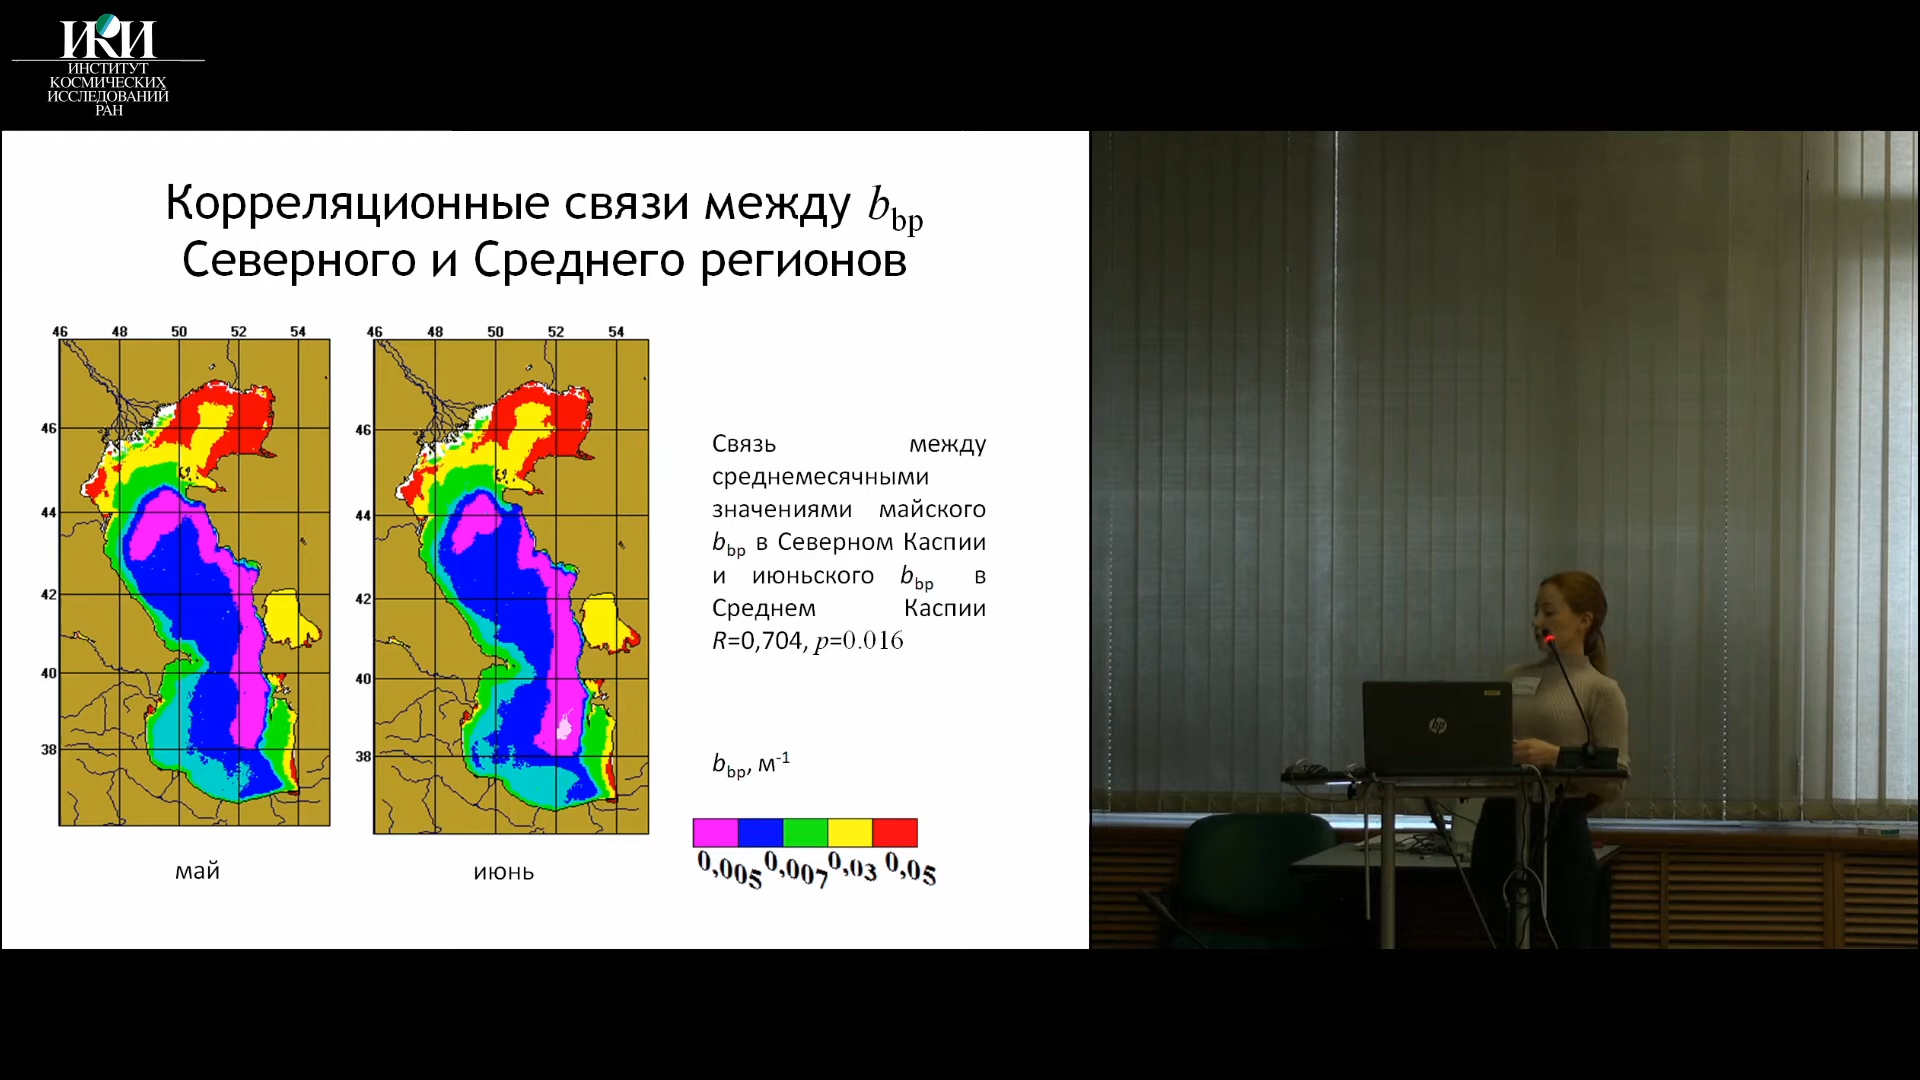 ИКИ
ИНСТИТУТ
КОСМИЧЕСКИХ
ИССЛЕДОВАНИЙ
РАН
Корреляционные связи между bbp
Северного и Среднего регионов
46 48 50 52 54
46
44
42
40
38
май
46 48 50 52 54
46
44
42
40
38
июнь
Связь между
среднемесячными
значениями майского
bbp в Северном Каспии
и июньского bbp в
Среднем Каспии
R=0,704, p=0.016
bbp, м-1
0,005 0,007 0,03 0,05
hp